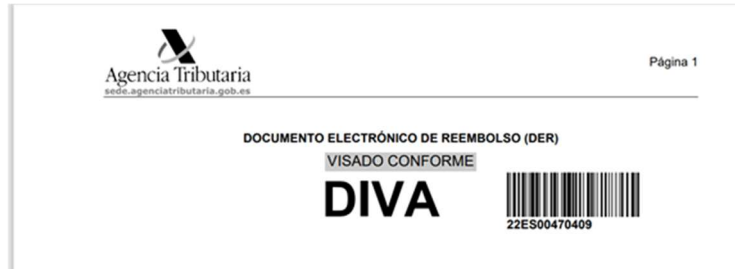 Agencia Tributaria
sede.agenciatributaria.gob.es
Página 1
DOCUMENTO ELECTRÓNICO DE REEMBOLSO (DER)
VISADO CONFORME
DIVA
22ES00470409